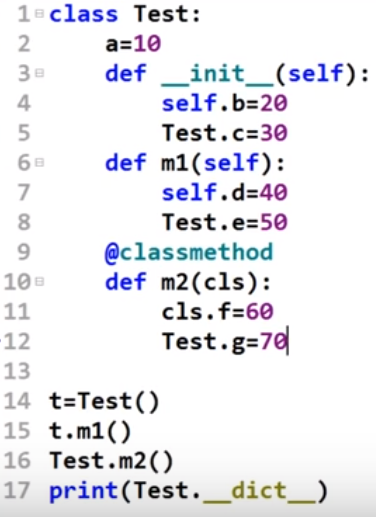 1 class Test:
2     a=10
3     def __init__(self):
4         self.b=20
5         Test.c=30
6     def m1(self):
7         self.d=40
8         Test.e=50
9     @classmethod
10     def m2(cls):
11         cls.f=60
12         Test.g=70
13
14 t=Test()
15 t.m1()
16 Test.m2()
17 print(Test.__dict__)